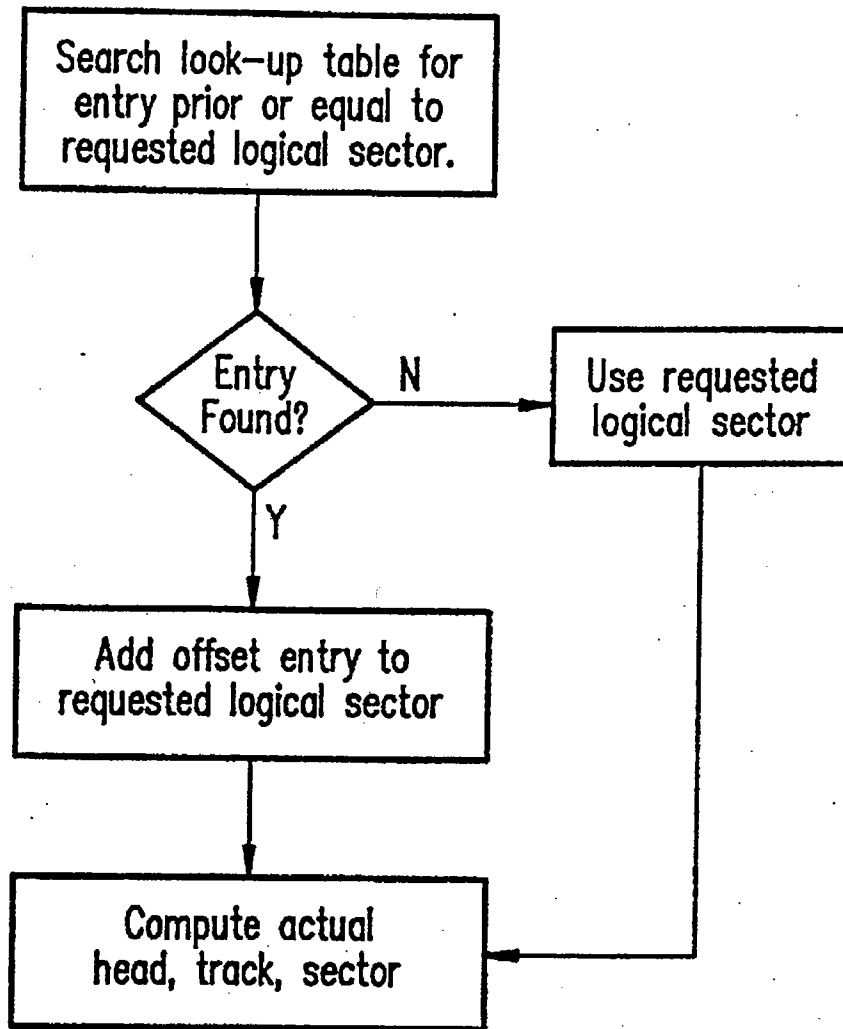 Search look-up table for
entry prior or equal to
requested logical sector.
Entry
Found?
N
Use requested
logical sector
Y
Add offset entry to
requested logical sector
Compute actual
head, track, sector